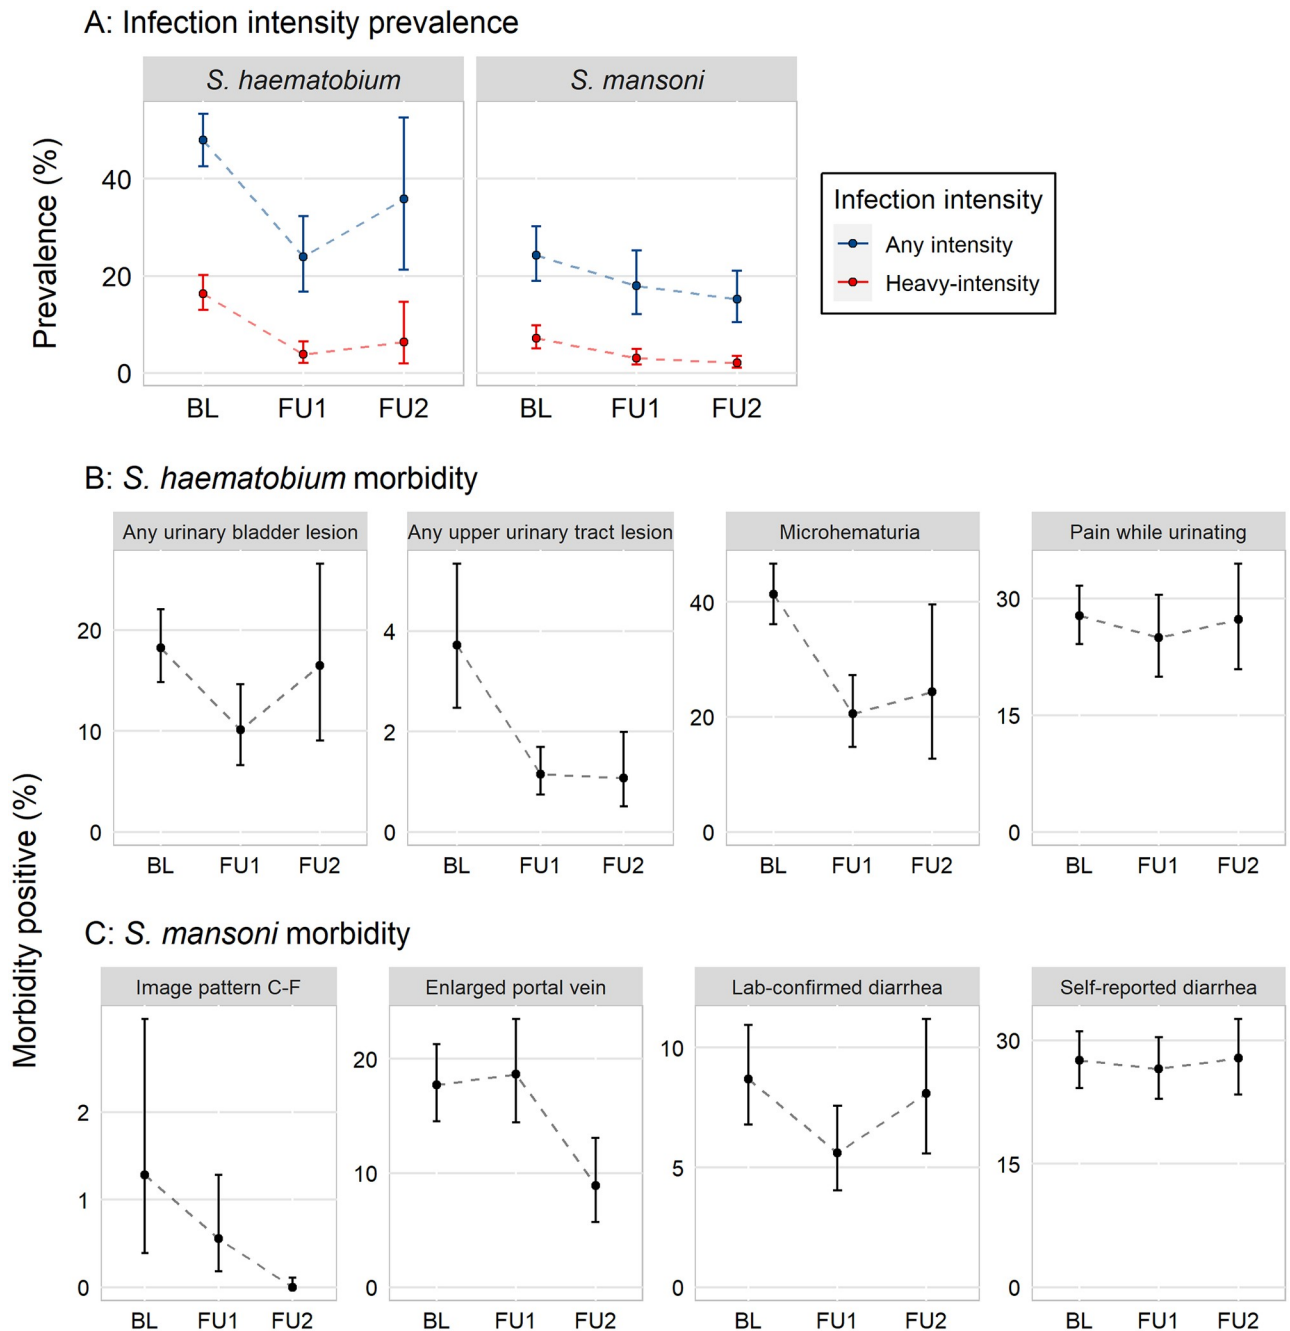 A: Infection intensity prevalence
S. haematobium S. mansoni
Prevalence (%)
40
20
0
BL FU1 FU2 BL FU1 FU2
Infection intensity
Any intensity
Heavy-intensity
B: S. haematobium morbidity
Morbidity positive (%)
Any urinary bladder lesion
20
10
0
BL FU1 FU2
Any upper urinary tract lesion
4
2
0
BL FU1 FU2
Microhematuria
40
20
0
BL FU1 FU2
Pain while urinating
30
15
0
BL FU1 FU2
C: S. mansoni morbidity
Image pattern C-F
2
1
0
BL FU1 FU2
Enlarged portal vein
20
10
0
BL FU1 FU2
Lab-confirmed diarrhea
10
5
0
BL FU1 FU2
Self-reported diarrhea
30
15
0
BL FU1 FU2